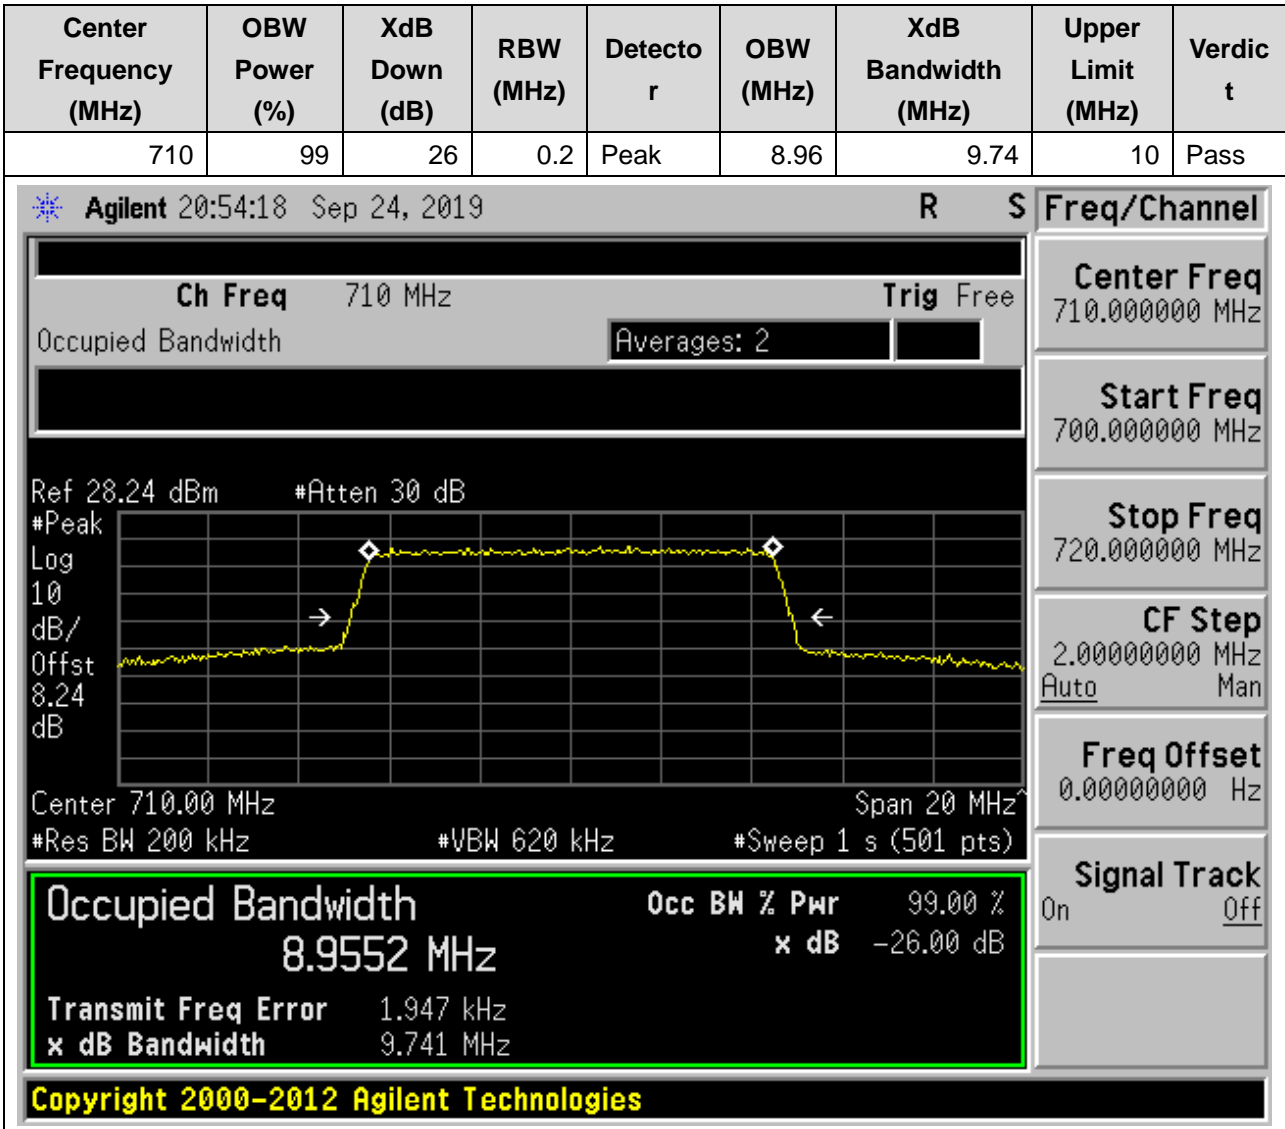 Center Frequency (MHz) OBW Power (%) XdB Down (dB) RBW (MHz) Detecto r OBW (MHz) XdB Bandwidth (MHz) Upper Limit (MHz) Verdic t
710 99 26 0.2 Peak 8.96 9.74 10 Pass
Agilent 20:54:18 Sep 24, 2019 R S Freq/Channel
Ch Freq 710 MHz Trig Free
Occupied Bandwidth Averages: 2
Center Freq
710.000000 MHz
Start Freq
700.000000 MHz
Stop Freq
720.000000 MHz
CF Step
2.00000000 MHz
Auto Man
Freq Offset
0.00000000 Hz
Signal Track
On Off
Ref 28.24 dBm #Atten 30 dB
#Peak
Log
10
dB/
Offst
8.24
dB
Center 710.00 MHz Span 20 MHz^
#Res BW 200 kHz #VBW 620 kHz #Sweep 1 s (501 pts)
Occupied Bandwidth Occ BW % Pwr 99.00 %
8.9552 MHz x dB -26.00 dB
Transmit Freq Error 1.947 kHz
x dB Bandwidth 9.741 MHz
Copyright 2000-2012 Agilent Technologies